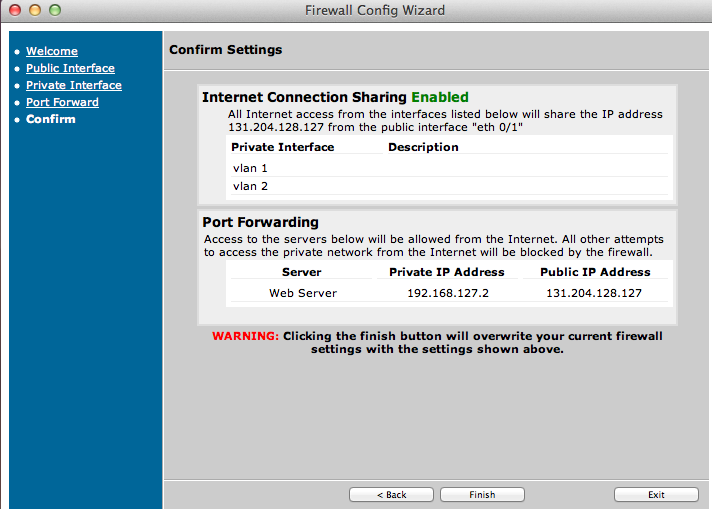 Firewall Config Wizard
Welcome
Public Interface
Private Interface
Port Forward
Confirm
Confirm Settings
Internet Connection Sharing Enabled
All Internet access from the interfaces listed below will share the IP address
131.204.128.127 from the public interface "eth 0/1"
Private Interface Description
vlan 1
vlan 2
Port Forwarding
Access to the servers below will be allowed from the Internet. All other attempts
to access the private network from the Internet will be blocked by the firewall.
Server Private IP Address Public IP Address
Web Server 192.168.127.2 131.204.128.127
WARNING: Clicking the finish button will overwrite your current firewall
settings with the settings shown above.
< Back Finish Exit